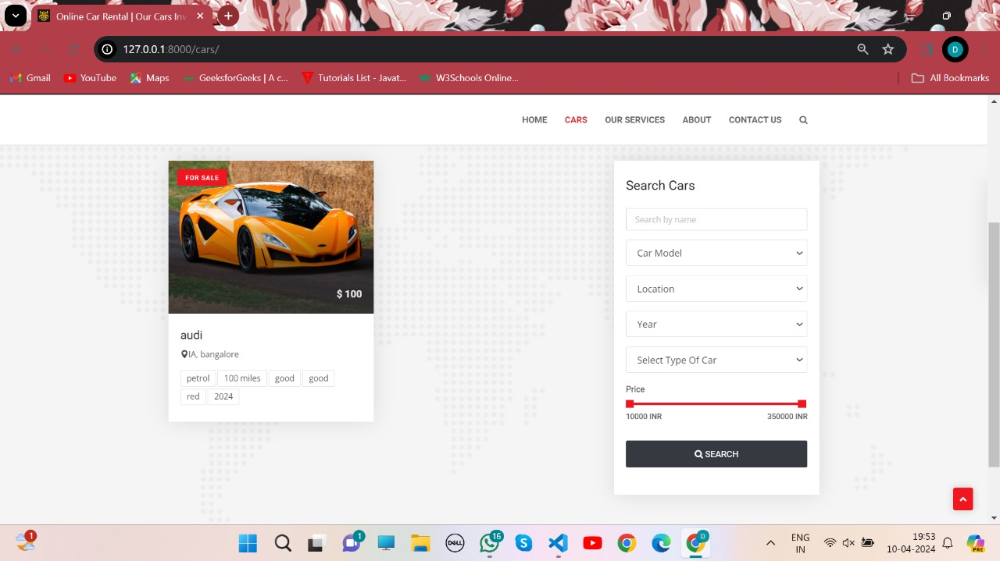 Online Car Rental | Our Cars Inv
127.0.0.1:8000/cars/
D
Gmail
YouTube
Maps
GeeksforGeeks | A c...
Tutorials List - Javat...
W3Schools Online...
All Bookmarks
HOME CARS OUR SERVICES ABOUT CONTACT US
FOR SALE
$ 100
audi
IA, bangalore
petrol 100 miles good good
red 2024
Search Cars
Search by name
Car Model
Location
Year
Select Type Of Car
Price
10000 INR 350000 INR
SEARCH
1
1
DELL
16
D
ENG
IN
19:53
10-04-2024
PRE